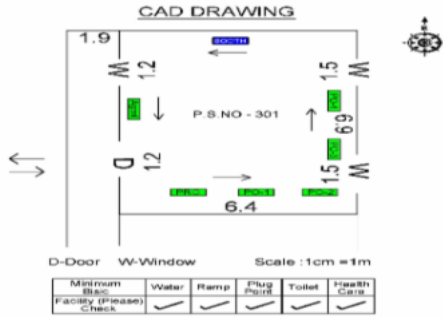 CAD DRAWING
1.9
BOOTH
W
1.2
1.5
W
P.S.NO - 301
6.9
D
1.2
1.5
W
PRO
PO-1
PO-2
6.4
D-Door W-Window Scale : 1cm =1m
Minimum Basic Facility (Please) Check
Water
Ramp
Plug Point
Toilet
Health Care